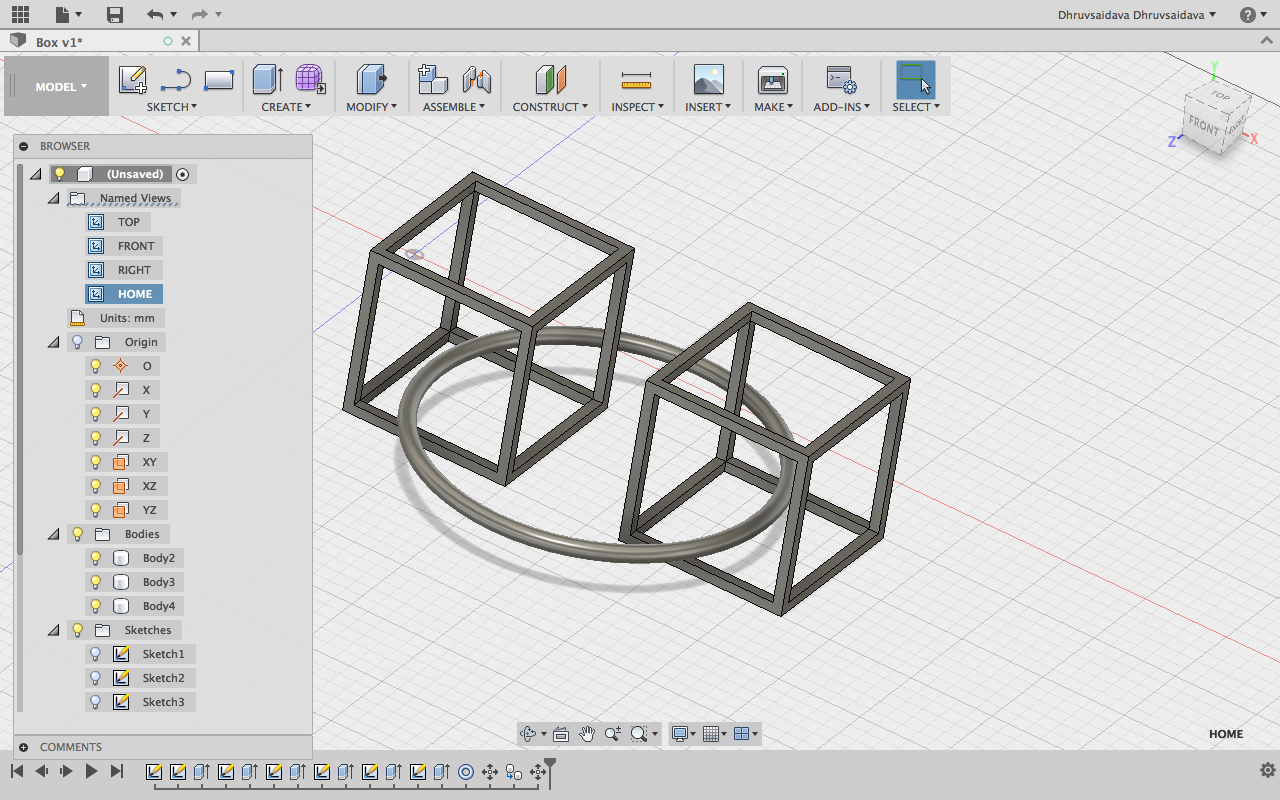 Dhruvsaidava Dhruvsaidava
Box v1*
MODEL
SKETCH
CREATE
MODIFY
ASSEMBLE
CONSTRUCT
INSPECT
INSERT
MAKE
ADD-INS
SELECT
Y
TOP
FRONT
RIGHT
Z
X
BROWSER
(Unsaved)
Named Views
TOP
FRONT
RIGHT
HOME
Units: mm
Origin
O
X
Y
Z
XY
XZ
YZ
Bodies
Body2
Body3
Body4
Sketches
Sketch1
Sketch2
Sketch3
HOME
COMMENTS